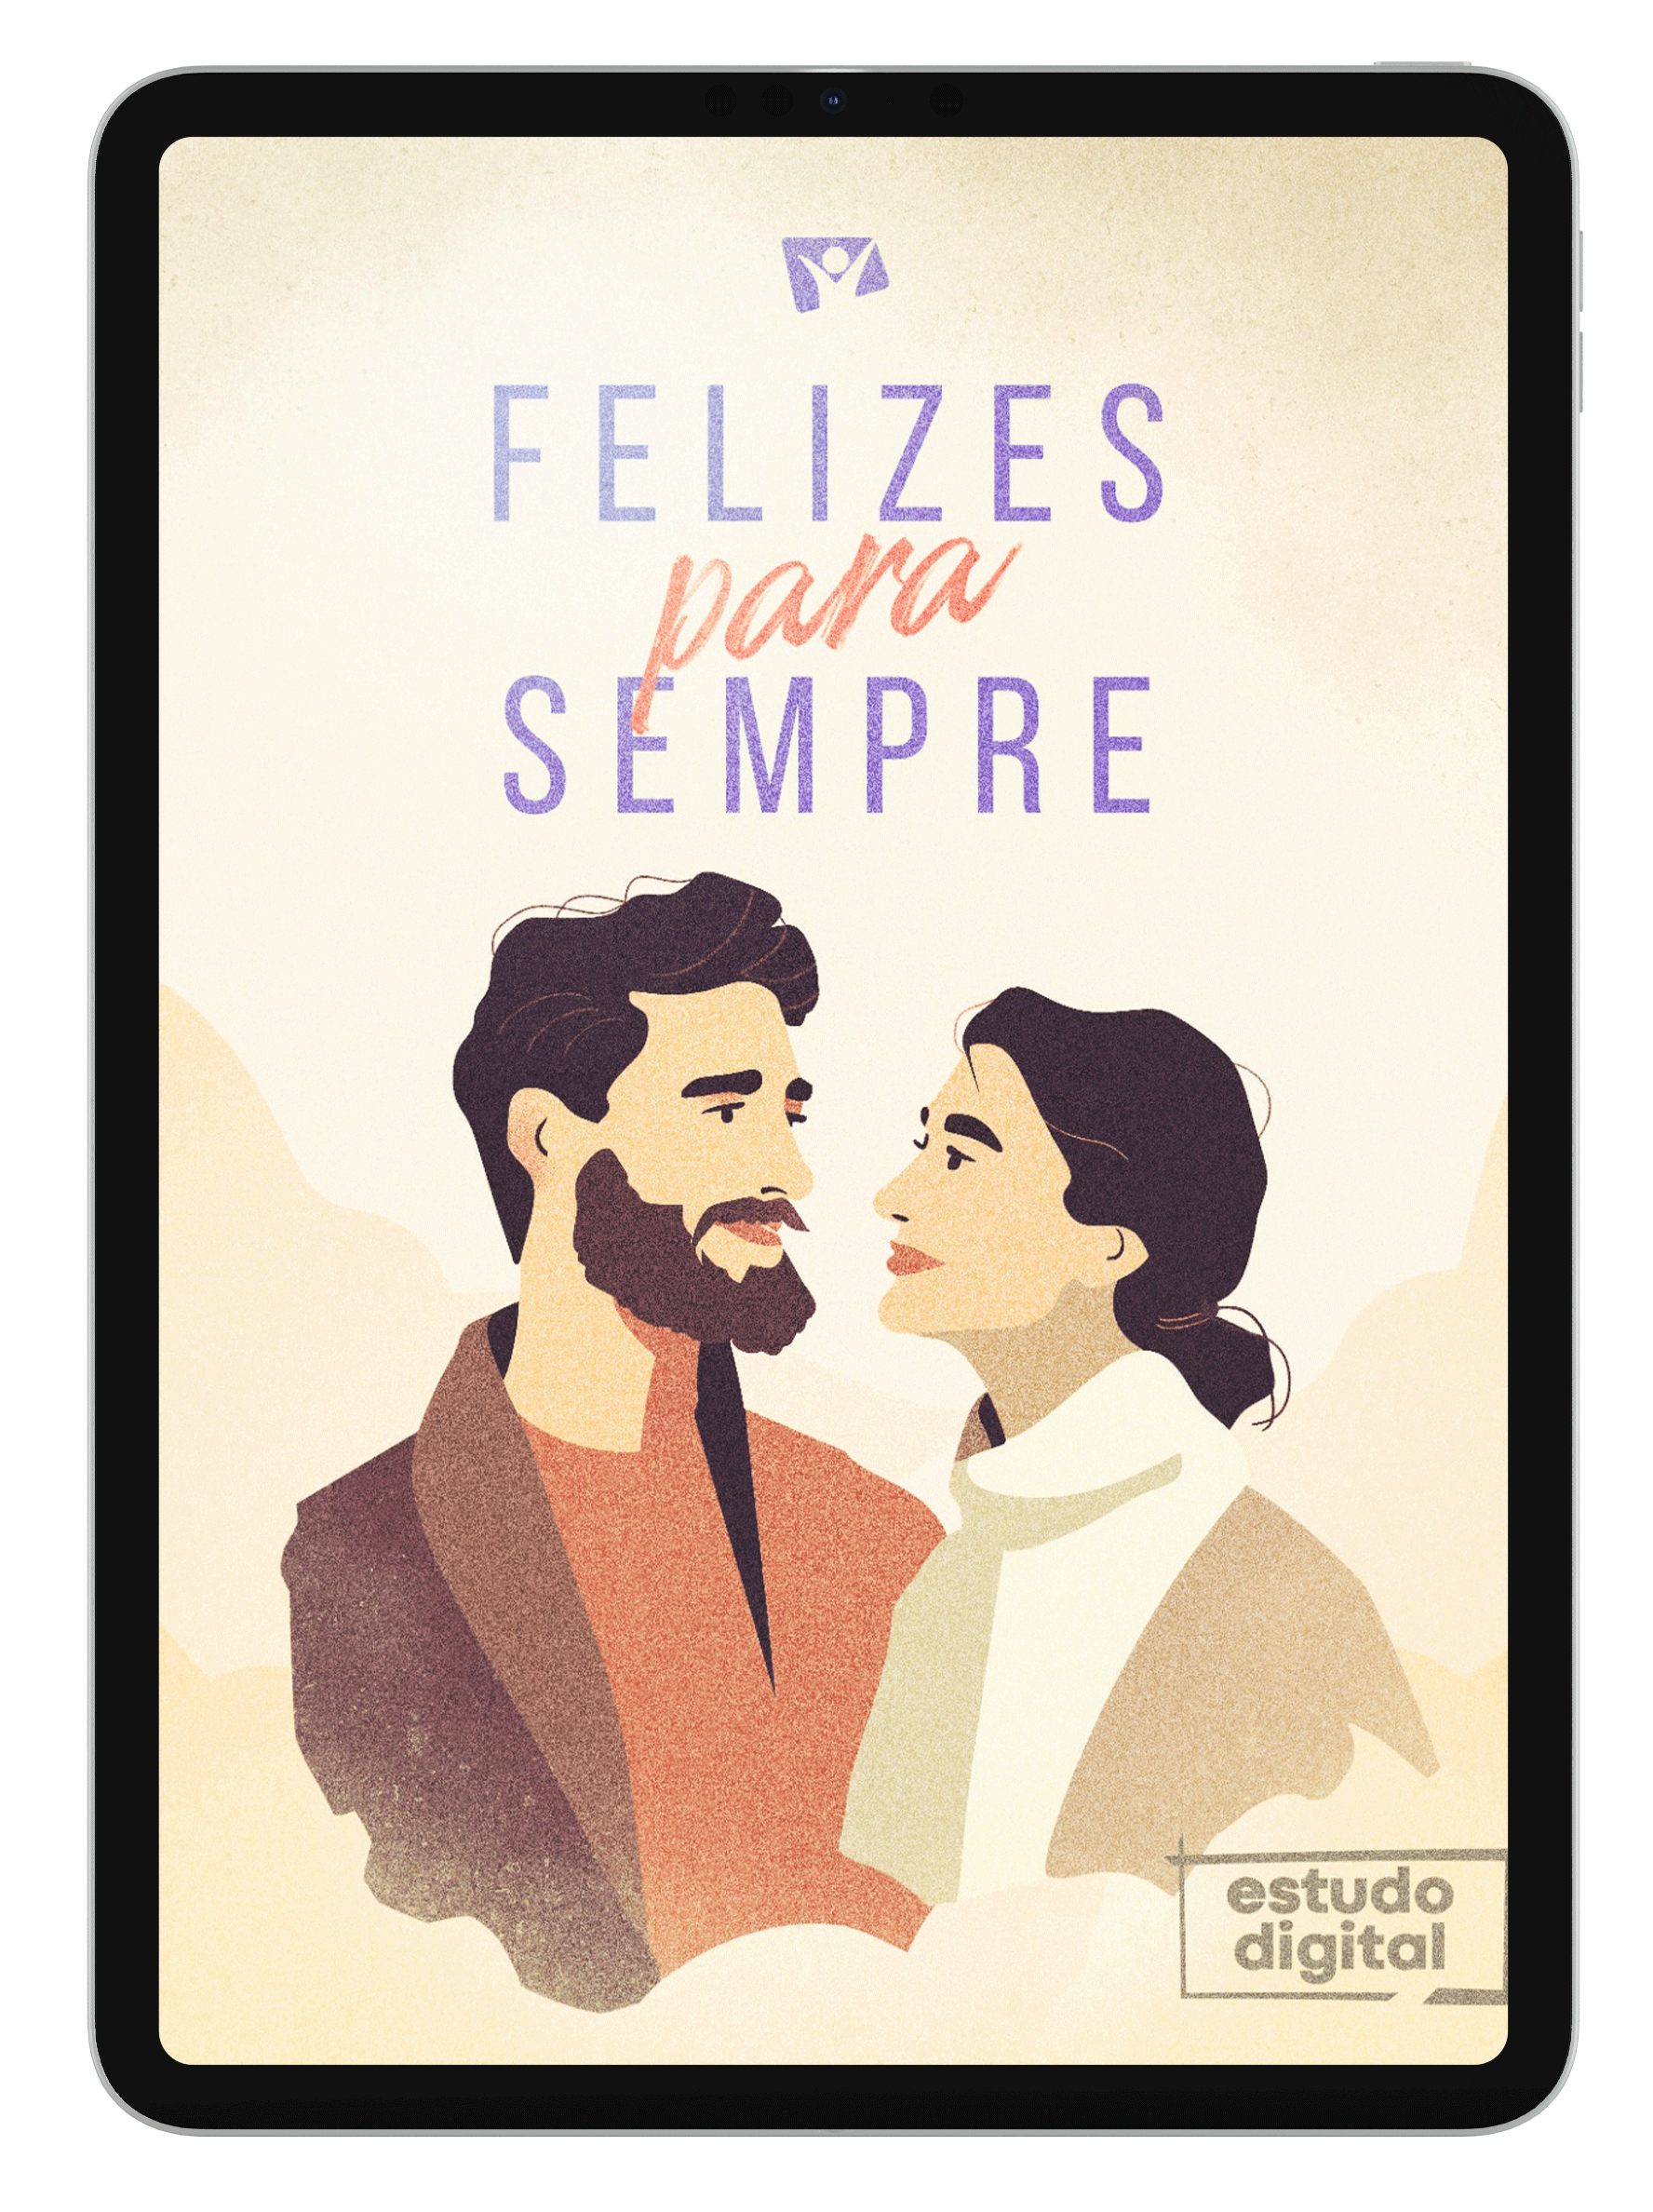 FELIZES
para
SEMPRE
estudo
digital